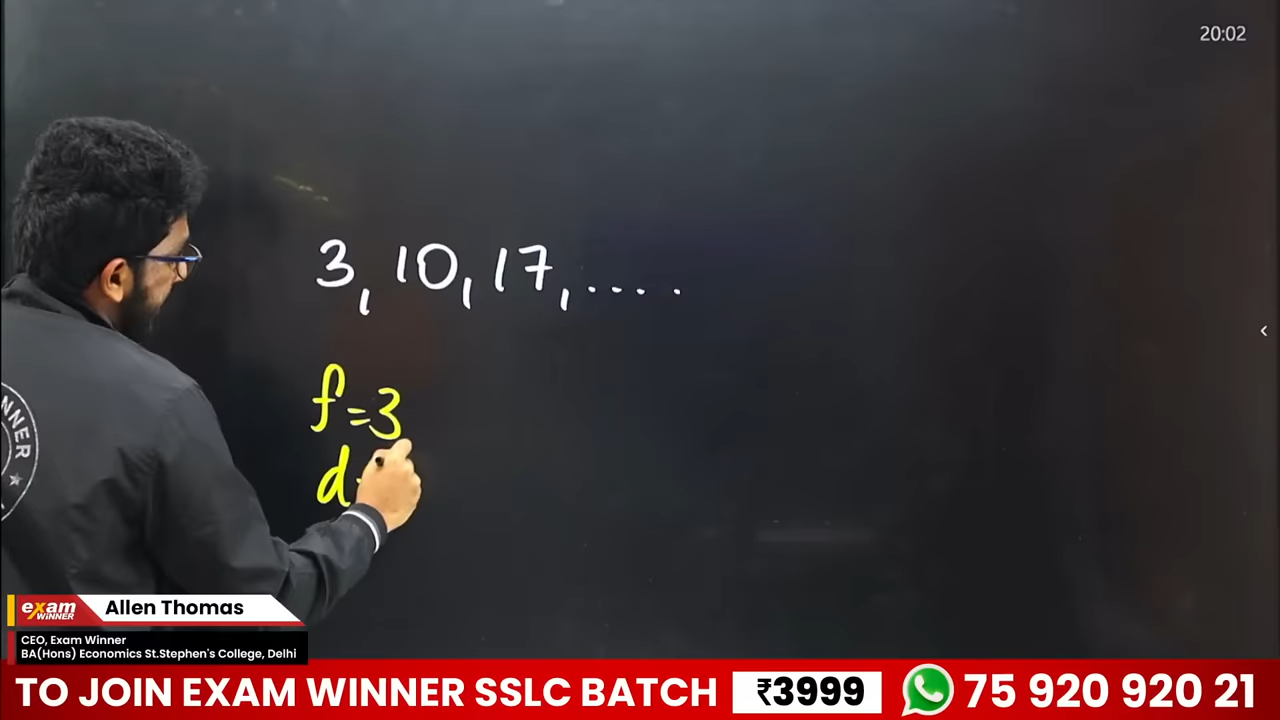 20:02
3, 10, 17, ....
f=3
d
NNER
exam
WINNER
Allen Thomas
CEO, Exam Winner
BA(Hons) Economics St.Stephen's College, Delhi
TO JOIN EXAM WINNER SSLC BATCH ₹3999 75 920 920 21